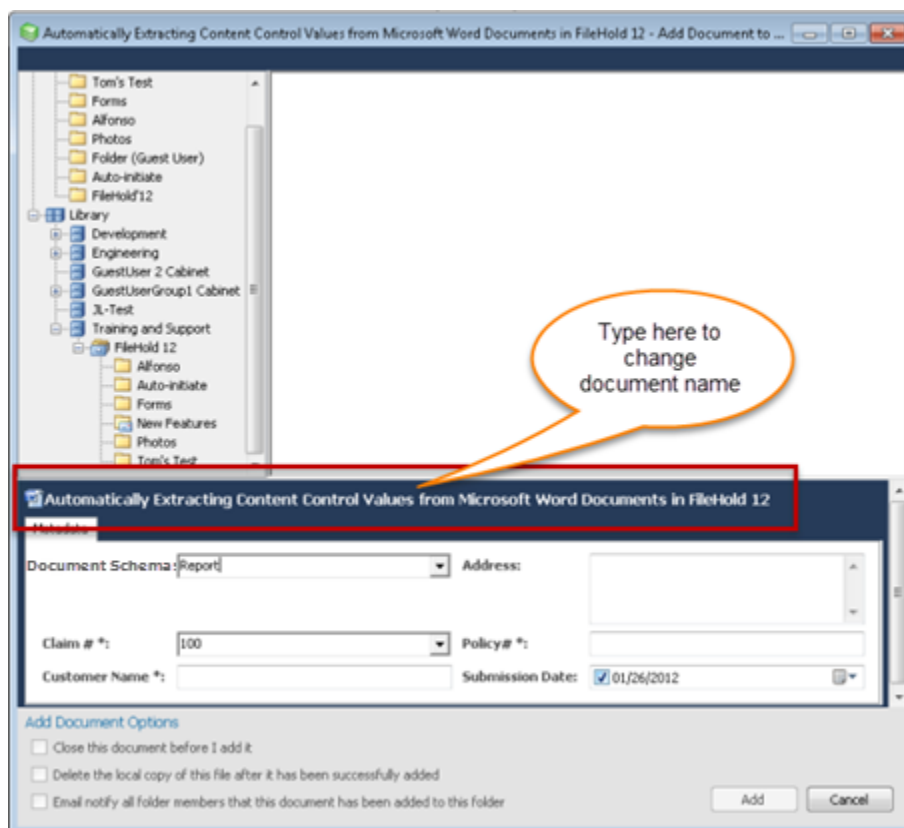 Automatically Extracting Content Control Values from Microsoft Word Documents in FileHold 12 - Add Document to ...
Tom's Test
Forms
Alfonso
Photos
Folder (Guest User)
Auto-initiate
FileHold'12
Library
Development
Engineering
GuestUser 2 Cabinet
GuestUserGroup1 Cabinet
JL-Test
Training and Support
FileHold 12
Alfonso
Auto-initiate
Forms
New Features
Photos
Tom's Test
Type here to
change
document name
Automatically Extracting Content Control Values from Microsoft Word Documents in FileHold 12
Metadata
Document Schema: Report
Address:
Claim # *: 100
Policy# *:
Customer Name *:
Submission Date: 01/26/2012
Add Document Options
Close this document before I add it
Delete the local copy of this file after it has been successfully added
Email notify all folder members that this document has been added to this folder
Add
Cancel